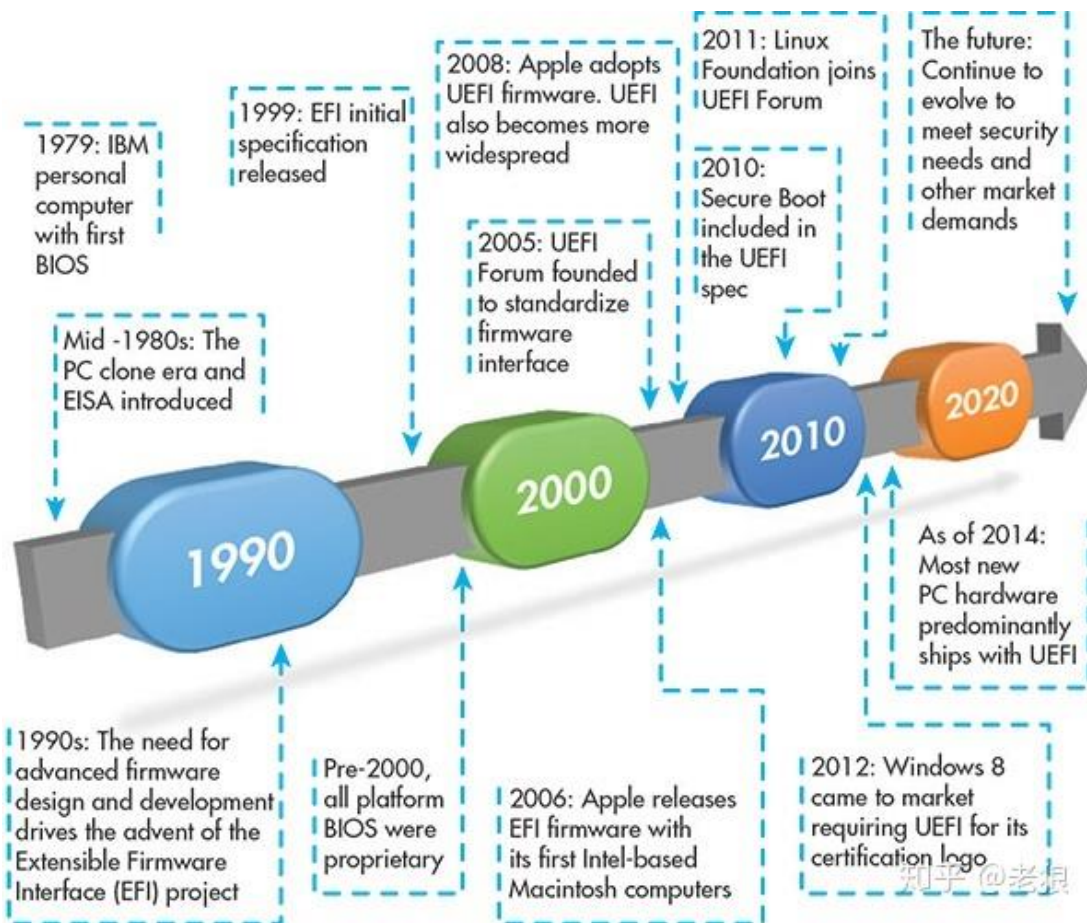 1979: IBM
personal
computer
with first
BIOS
Mid -1980s: The
PC clone era and
EISA introduced
1999: EFI initial
specification
released
2008: Apple adopts
UEFI firmware. UEFI
also becomes more
widespread
2005: UEFI
Forum founded
to standardize
firmware
interface
2011: Linux
Foundation joins
UEFI Forum
2010:
Secure Boot
included in
the UEFI
spec
The future:
Continue to
evolve to
meet security
needs and
other market
demands
1990
2000
2010
2020
1990s: The need for
advanced firmware
design and development
drives the advent of the
Extensible Firmware
Interface (EFI) project
Pre-2000,
all platform
BIOS were
proprietary
2006: Apple releases
EFI firmware with
its first Intel-based
Macintosh computers
As of 2014:
Most new
PC hardware
predominantly
ships with UEFI
2012: Windows 8
came to market
requiring UEFI for its
certification logo
知乎 @老狼